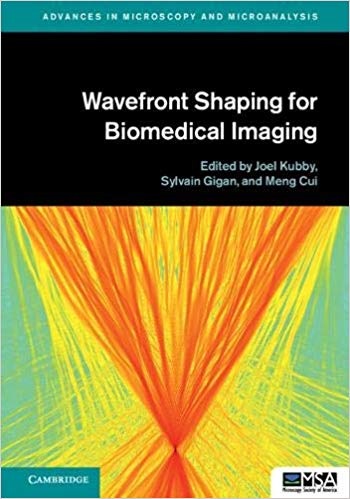 ADVANCES IN MICROSCOPY AND MICROANALYSIS
Wavefront Shaping for
Biomedical Imaging
Edited by Joel Kubby,
Sylvain Gigan, and Meng Cui
CAMBRIDGE
MSA
Microscopy Society of America